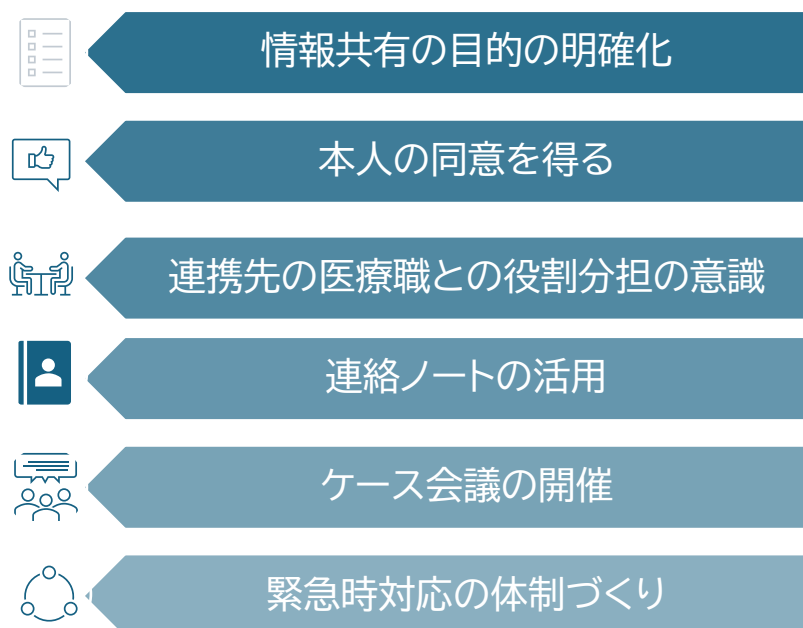 情報共有の目的の明確化
本人の同意を得る
連携先の医療職との役割分担の意識
連絡ノートの活用
ケース会議の開催
緊急時対応の体制づくり